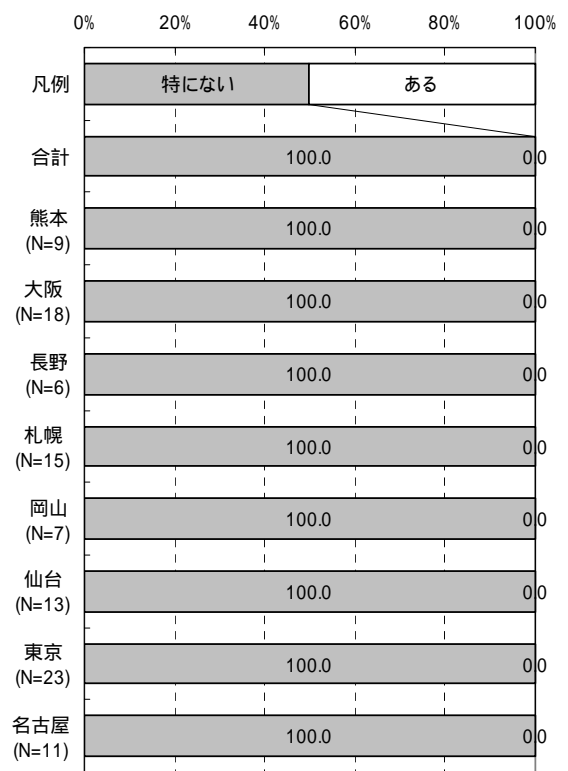 0% 20% 40% 60% 80% 100%
凡例 特にない ある
合計 100.0 0.0
熊本 100.0 0.0
(N=9)
大阪 100.0 0.0
(N=18)
長野 100.0 0.0
(N=6)
札幌 100.0 0.0
(N=15)
岡山 100.0 0.0
(N=7)
仙台 100.0 0.0
(N=13)
東京 100.0 0.0
(N=23)
名古屋 100.0 0.0
(N=11)